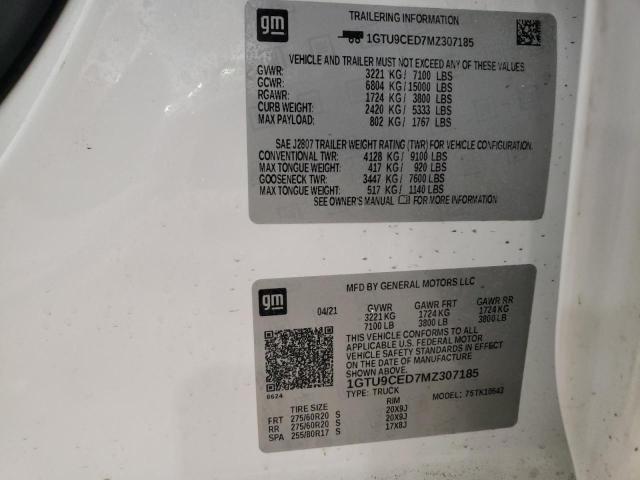 gm
TRAILERING INFORMATION
1GTU9CED7MZ307185
VEHICLE AND TRAILER MUST NOT EXCEED ANY OF THESE VALUES
GVWR: 3221 KG/ 7100 LBS
GCWR: 6804 KG/ 15000 LBS
RGAWR: 1724 KG/ 3800 LBS
CURB WEIGHT: 2420 KG/ 5333 LBS
MAX PAYLOAD: 802 KG/ 1767 LBS
SAE J2807 TRAILER WEIGHT RATING (TWR) FOR VEHICLE CONFIGURATION.
CONVENTIONAL TWR: 4128 KG/ 9100 LBS
MAX TONGUE WEIGHT: 417 KG/ 920 LBS
GOOSENECK TWR: 3447 KG/ 7600 LBS
MAX TONGUE WEIGHT: 517 KG/ 1140 LBS
SEE OWNER'S MANUAL FOR MORE INFORMATION
gm
MFD BY GENERAL MOTORS LLC
04/21 GVWR GAWR FRT GAWR RR
3221 KG 1724 KG 1724 KG
7100 LB 3800 LB 3800 LB
THIS VEHICLE CONFORMS TO ALL
APPLICABLE U.S. FEDERAL MOTOR
VEHICLE SAFETY STANDARDS IN EFFECT
ON THE DATE OF MANUFACTURE
SHOWN ABOVE.
1GTU9CED7MZ307185
0624 TYPE: TRUCK MODEL: 75TK10543
TIRE SIZE RIM
FRT 275/60R20 S 20X9J
RR 275/60R20 S 20X9J
SPA 255/80R17 S 17X8J